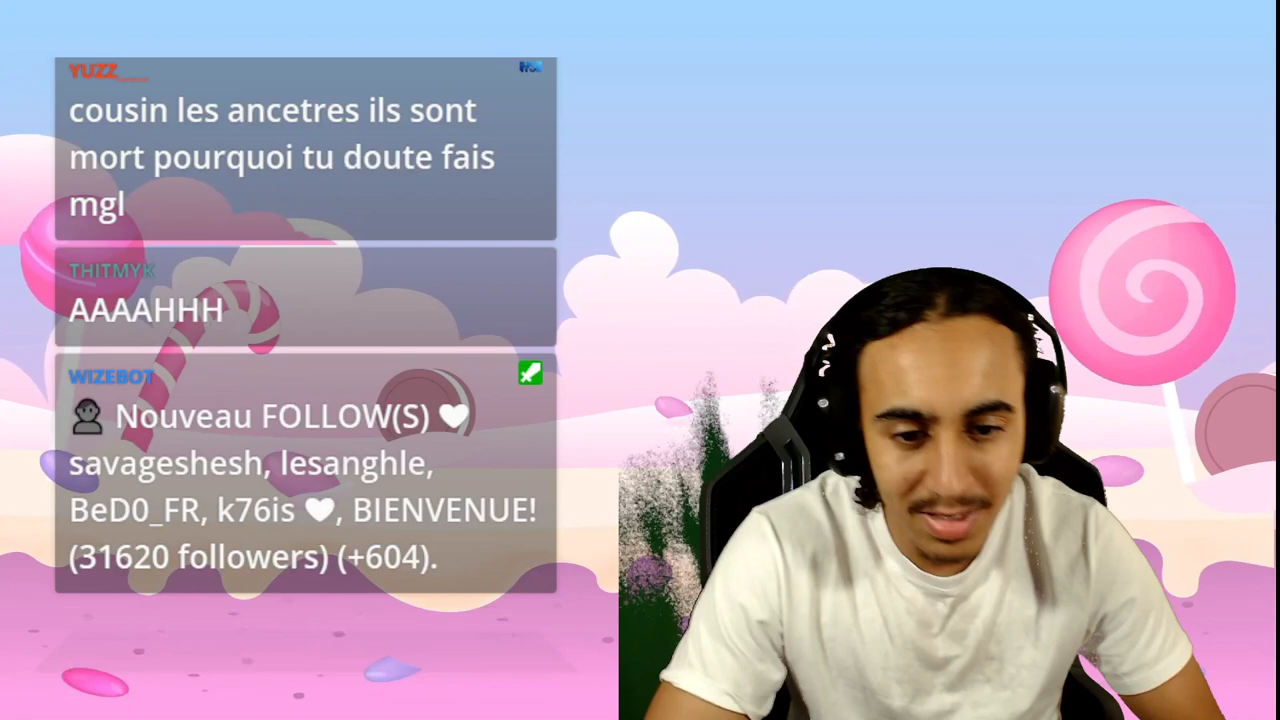 YUZZ___
cousin les ancetres ils sont
mort pourquoi tu doute fais
mgl
THITMYK
AAAAHHH
WIZEBOT
Nouveau FOLLOW(S) 🤍
savageshesh, lesanghle,
BeD0_FR, k76is 🤍, BIENVENUE!
(31620 followers) (+604).